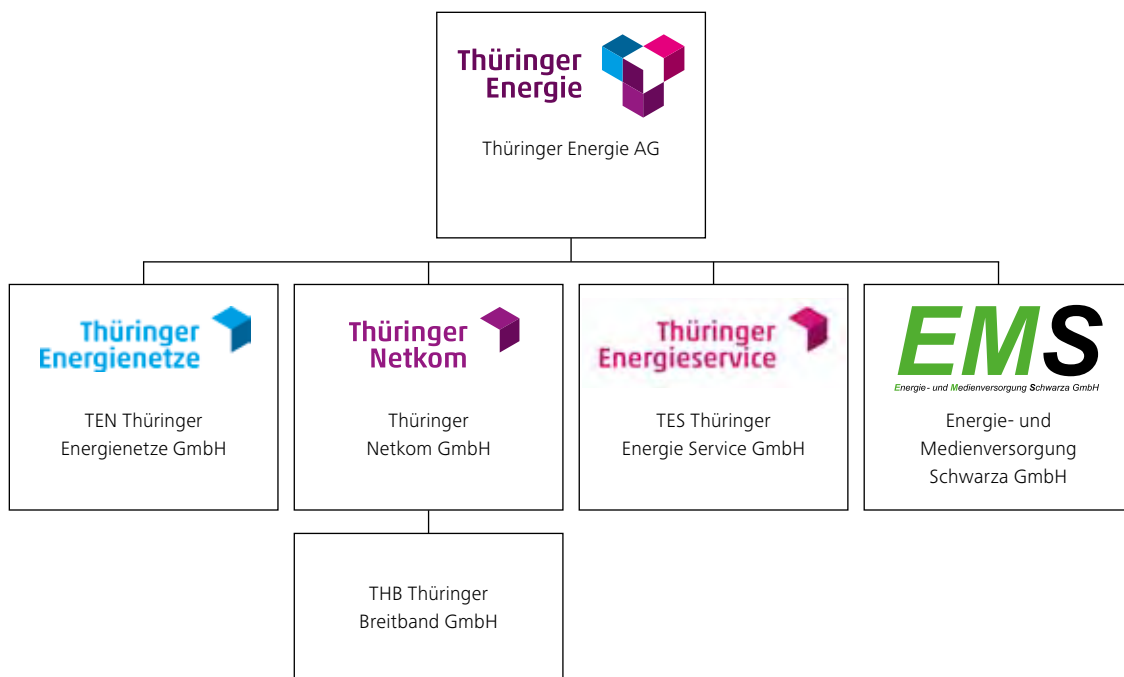 Thüringer
Energie
Thüringer Energie AG
Thüringer
Energienetze
TEN Thüringer
Energienetze GmbH
Thüringer
Netkom
Thüringer
Netkom GmbH
Thüringer
Energieservice
TES Thüringer
Energie Service GmbH
EMS
Energie- und Medienversorgung Schwarza GmbH
Energie- und
Medienversorgung
Schwarza GmbH
THB Thüringer
Breitband GmbH